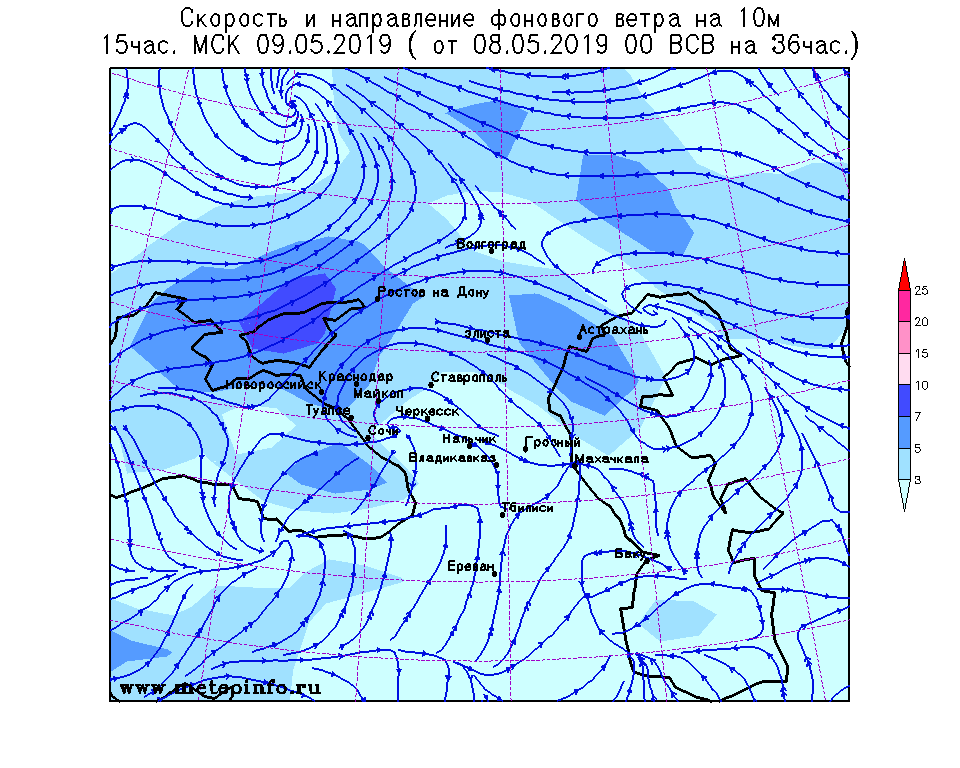 Скорость и направление фонового ветра на 10м
15час. МСК 09.05.2019 ( от 08.05.2019 00 ВСВ на 36час.)
Волгоград
Ростов на Дону
Элиста
Астрахань
25
20
15
10
7
5
3
Краснодар
Ставрополь
Новороссийск
Майкоп
Туапсе
Черкесск
Сочи
Нальчик
Грозный
Владикавказ
Махачкала
Тбилиси
Баку
Ереван
www.meteoinfo.ru